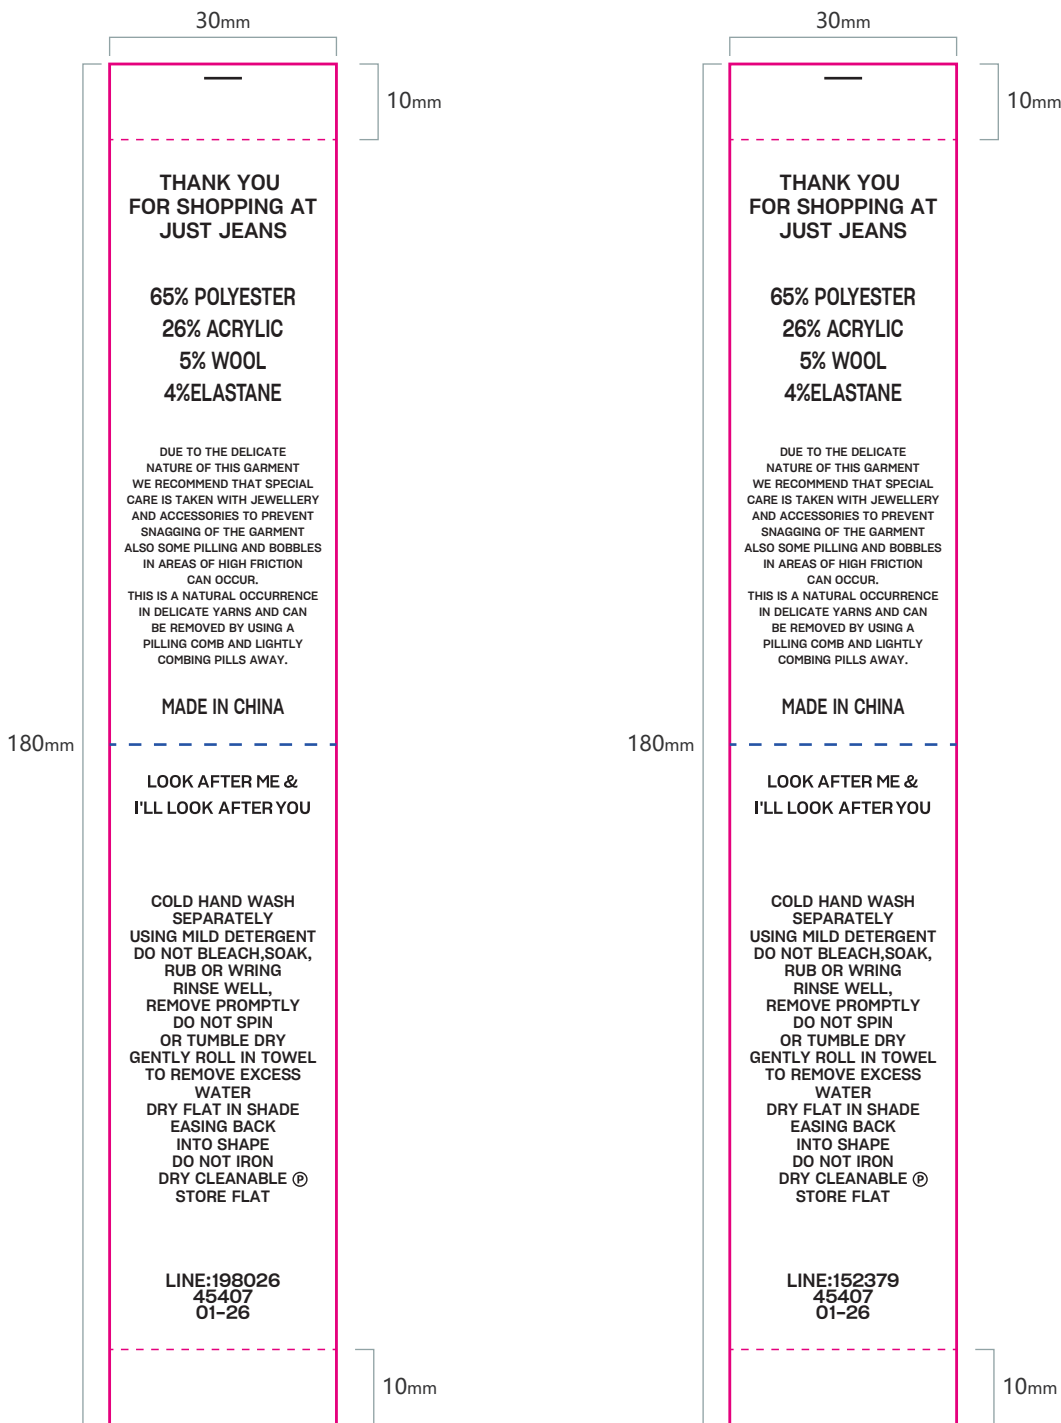 30mm
10mm
THANK YOU
FOR SHOPPING AT
JUST JEANS
65% POLYESTER
26% ACRYLIC
5% WOOL
4%ELASTANE
DUE TO THE DELICATE
NATURE OF THIS GARMENT
WE RECOMMEND THAT SPECIAL
CARE IS TAKEN WITH JEWELLERY
AND ACCESSORIES TO PREVENT
SNAGGING OF THE GARMENT
ALSO SOME PILLING AND BOBBLES
IN AREAS OF HIGH FRICTION
CAN OCCUR.
THIS IS A NATURAL OCCURRENCE
IN DELICATE YARNS AND CAN
BE REMOVED BY USING A
PILLING COMB AND LIGHTLY
COMBING PILLS AWAY.
MADE IN CHINA
180mm
LOOK AFTER ME &
I'LL LOOK AFTER YOU
COLD HAND WASH
SEPARATELY
USING MILD DETERGENT
DO NOT BLEACH,SOAK,
RUB OR WRING
RINSE WELL,
REMOVE PROMPTLY
DO NOT SPIN
OR TUMBLE DRY
GENTLY ROLL IN TOWEL
TO REMOVE EXCESS
WATER
DRY FLAT IN SHADE
EASING BACK
INTO SHAPE
DO NOT IRON
DRY CLEANABLE Ⓟ
STORE FLAT
LINE:198026
45407
01-26
10mm
30mm
10mm
THANK YOU
FOR SHOPPING AT
JUST JEANS
65% POLYESTER
26% ACRYLIC
5% WOOL
4%ELASTANE
DUE TO THE DELICATE
NATURE OF THIS GARMENT
WE RECOMMEND THAT SPECIAL
CARE IS TAKEN WITH JEWELLERY
AND ACCESSORIES TO PREVENT
SNAGGING OF THE GARMENT
ALSO SOME PILLING AND BOBBLES
IN AREAS OF HIGH FRICTION
CAN OCCUR.
THIS IS A NATURAL OCCURRENCE
IN DELICATE YARNS AND CAN
BE REMOVED BY USING A
PILLING COMB AND LIGHTLY
COMBING PILLS AWAY.
MADE IN CHINA
180mm
LOOK AFTER ME &
I'LL LOOK AFTER YOU
COLD HAND WASH
SEPARATELY
USING MILD DETERGENT
DO NOT BLEACH,SOAK,
RUB OR WRING
RINSE WELL,
REMOVE PROMPTLY
DO NOT SPIN
OR TUMBLE DRY
GENTLY ROLL IN TOWEL
TO REMOVE EXCESS
WATER
DRY FLAT IN SHADE
EASING BACK
INTO SHAPE
DO NOT IRON
DRY CLEANABLE Ⓟ
STORE FLAT
LINE:152379
45407
01-26
10mm